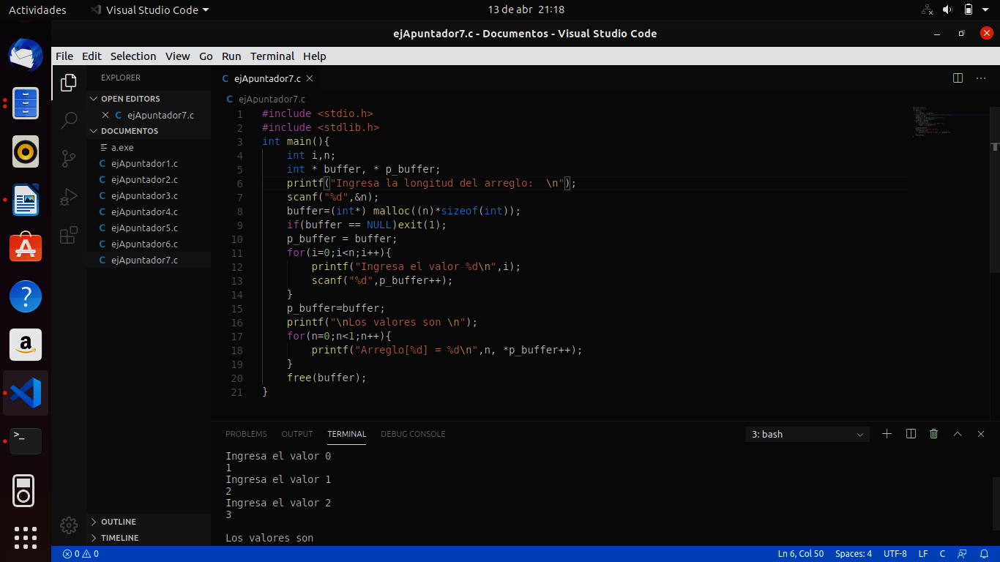 Actividades
Visual Studio Code
13 de abr 21:18
ejApuntador7.c - Documentos - Visual Studio Code
File Edit Selection View Go Run Terminal Help
EXPLORER
OPEN EDITORS
C ejApuntador7.c
DOCUMENTOS
a.exe
C ejApuntador1.c
C ejApuntador2.c
C ejApuntador3.c
C ejApuntador4.c
C ejApuntador5.c
C ejApuntador6.c
C ejApuntador7.c
OUTLINE
TIMELINE
C ejApuntador7.c
C ejApuntador7.c
1 #include <stdio.h>
2 #include <stdlib.h>
3 int main(){
4 int i,n;
5 int * buffer, * p_buffer;
6 printf("Ingresa la longitud del arreglo:  \n");
7 scanf("%d",&n);
8 buffer=(int*) malloc((n)*sizeof(int));
9 if(buffer == NULL)exit(1);
10 p_buffer = buffer;
11 for(i=0;i<n;i++){
12 printf("Ingresa el valor %d\n",i);
13 scanf("%d",p_buffer++);
14 }
15 p_buffer=buffer;
16 printf("\nLos valores son \n");
17 for(n=0;n<1;n++){
18 printf("Arreglo[%d] = %d\n",n, *p_buffer++);
19 }
20 free(buffer);
21 }
PROBLEMS OUTPUT TERMINAL DEBUG CONSOLE
3: bash
Ingresa el valor 0
1
Ingresa el valor 1
2
Ingresa el valor 2
3
Los valores son
0 0
Ln 6, Col 50 Spaces: 4 UTF-8 LF C